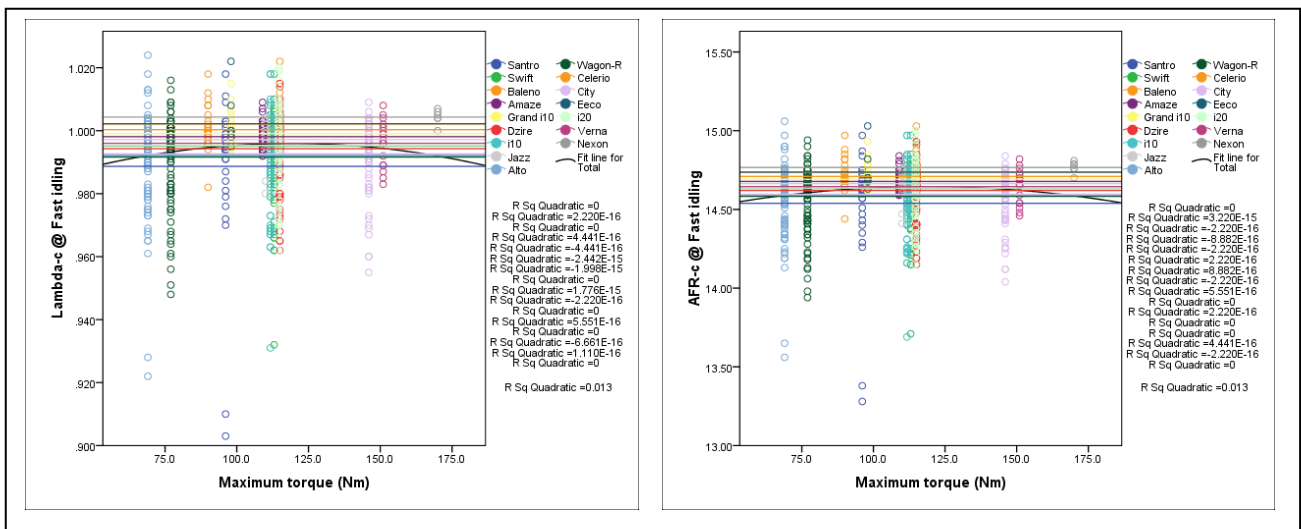 Lambda-c @ Fast idling
1.020
1.000
.980
.960
.940
.920
.900
75.0 100.0 125.0 150.0 175.0
Maximum torque (Nm)
Santro Wagon-R
Swift Celerio
Baleno City
Amaze Eeco
Grand i10 i20
Dzire Verna
i10 Nexon
Jazz Fit line for
Alto Total
R Sq Quadratic =0
R Sq Quadratic =2.220E-16
R Sq Quadratic =0
R Sq Quadratic =4.441E-16
R Sq Quadratic =-4.441E-16
R Sq Quadratic =-2.442E-15
R Sq Quadratic =-1.998E-15
R Sq Quadratic =0
R Sq Quadratic =1.776E-15
R Sq Quadratic =-2.220E-16
R Sq Quadratic =0
R Sq Quadratic =5.551E-16
R Sq Quadratic =0
R Sq Quadratic =-6.661E-16
R Sq Quadratic =1.110E-16
R Sq Quadratic =0
R Sq Quadratic =0.013
AFR-c @ Fast idling
15.50
15.00
14.50
14.00
13.50
13.00
75.0 100.0 125.0 150.0 175.0
Maximum torque (Nm)
Santro Wagon-R
Swift Celerio
Baleno City
Amaze Eeco
Grand i10 i20
Dzire Verna
i10 Nexon
Jazz Fit line for
Alto Total
R Sq Quadratic =0
R Sq Quadratic =3.220E-15
R Sq Quadratic =-2.220E-16
R Sq Quadratic =-8.882E-16
R Sq Quadratic =-2.220E-16
R Sq Quadratic =2.220E-16
R Sq Quadratic =8.882E-16
R Sq Quadratic =-2.220E-16
R Sq Quadratic =5.551E-16
R Sq Quadratic =0
R Sq Quadratic =2.220E-16
R Sq Quadratic =0
R Sq Quadratic =0
R Sq Quadratic =4.441E-16
R Sq Quadratic =-2.220E-16
R Sq Quadratic =0
R Sq Quadratic =0.013